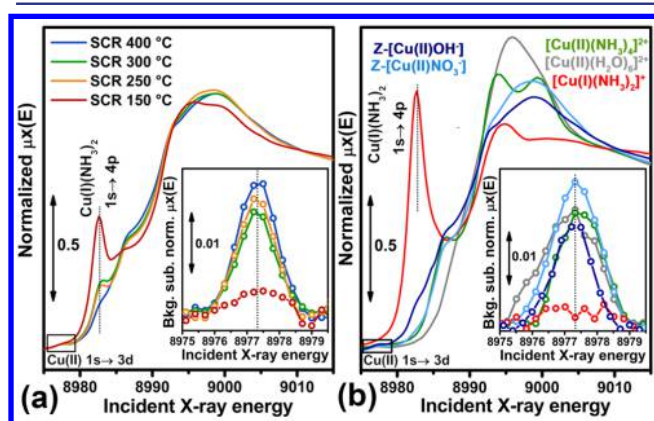 SCR 400 °C
SCR 300 °C
SCR 250 °C
SCR 150 °C
Normalized μx(E)
Cu(I)(NH₃)₂
1s→ 4p
0.5
Bkg. sub. norm. μx(E)
0.01
8975 8976 8977 8978 8979
Incident X-ray energy
Cu(II) 1s→3d
8980 8990 9000 9010
(a)
Incident X-ray energy
Z-[Cu(II)OH⁻]
Z-[Cu(II)NO₃⁻]
[Cu(II)(NH₃)₄]²⁺
[Cu(II)(H₂O)₆]²⁺
[Cu(I)(NH₃)₂]⁺
Normalized μx(E)
Cu(I)(NH₃)₂
1s→ 4p
0.5
Bkg. sub. norm. μx(E)
0.01
8975 8976 8977 8978 8979
Incident X-ray energy
Cu(II) 1s→3d
8980 8990 9000 9010
(b)
Incident X-ray energy